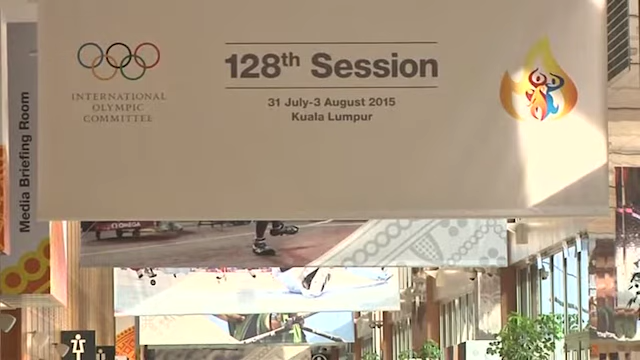 INTERNATIONAL
OLYMPIC
COMMITTEE
128th Session
31 July-3 August 2015
Kuala Lumpur
Media Briefing Room
OMEGA